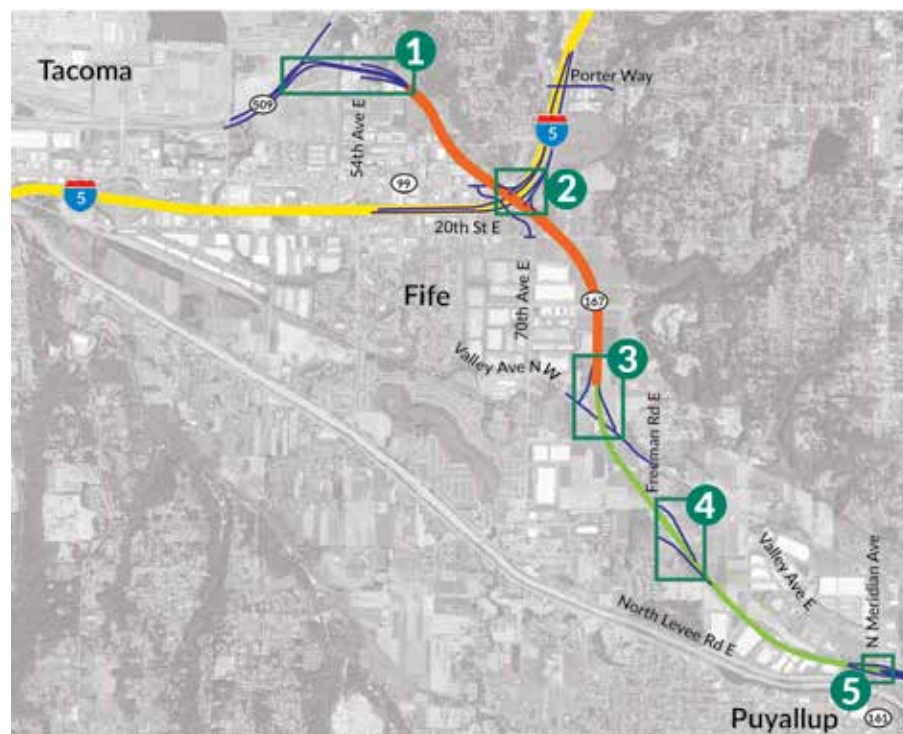 1
Tacoma
Porter Way
509
54th Ave E
5
99
5
2
20th St E
Fife
70th Ave E
167
3
Valley Ave N W
Freeman Rd E
4
Valley Ave E
N Meridian Ave
North Levee Rd E
5
Puyallup
161